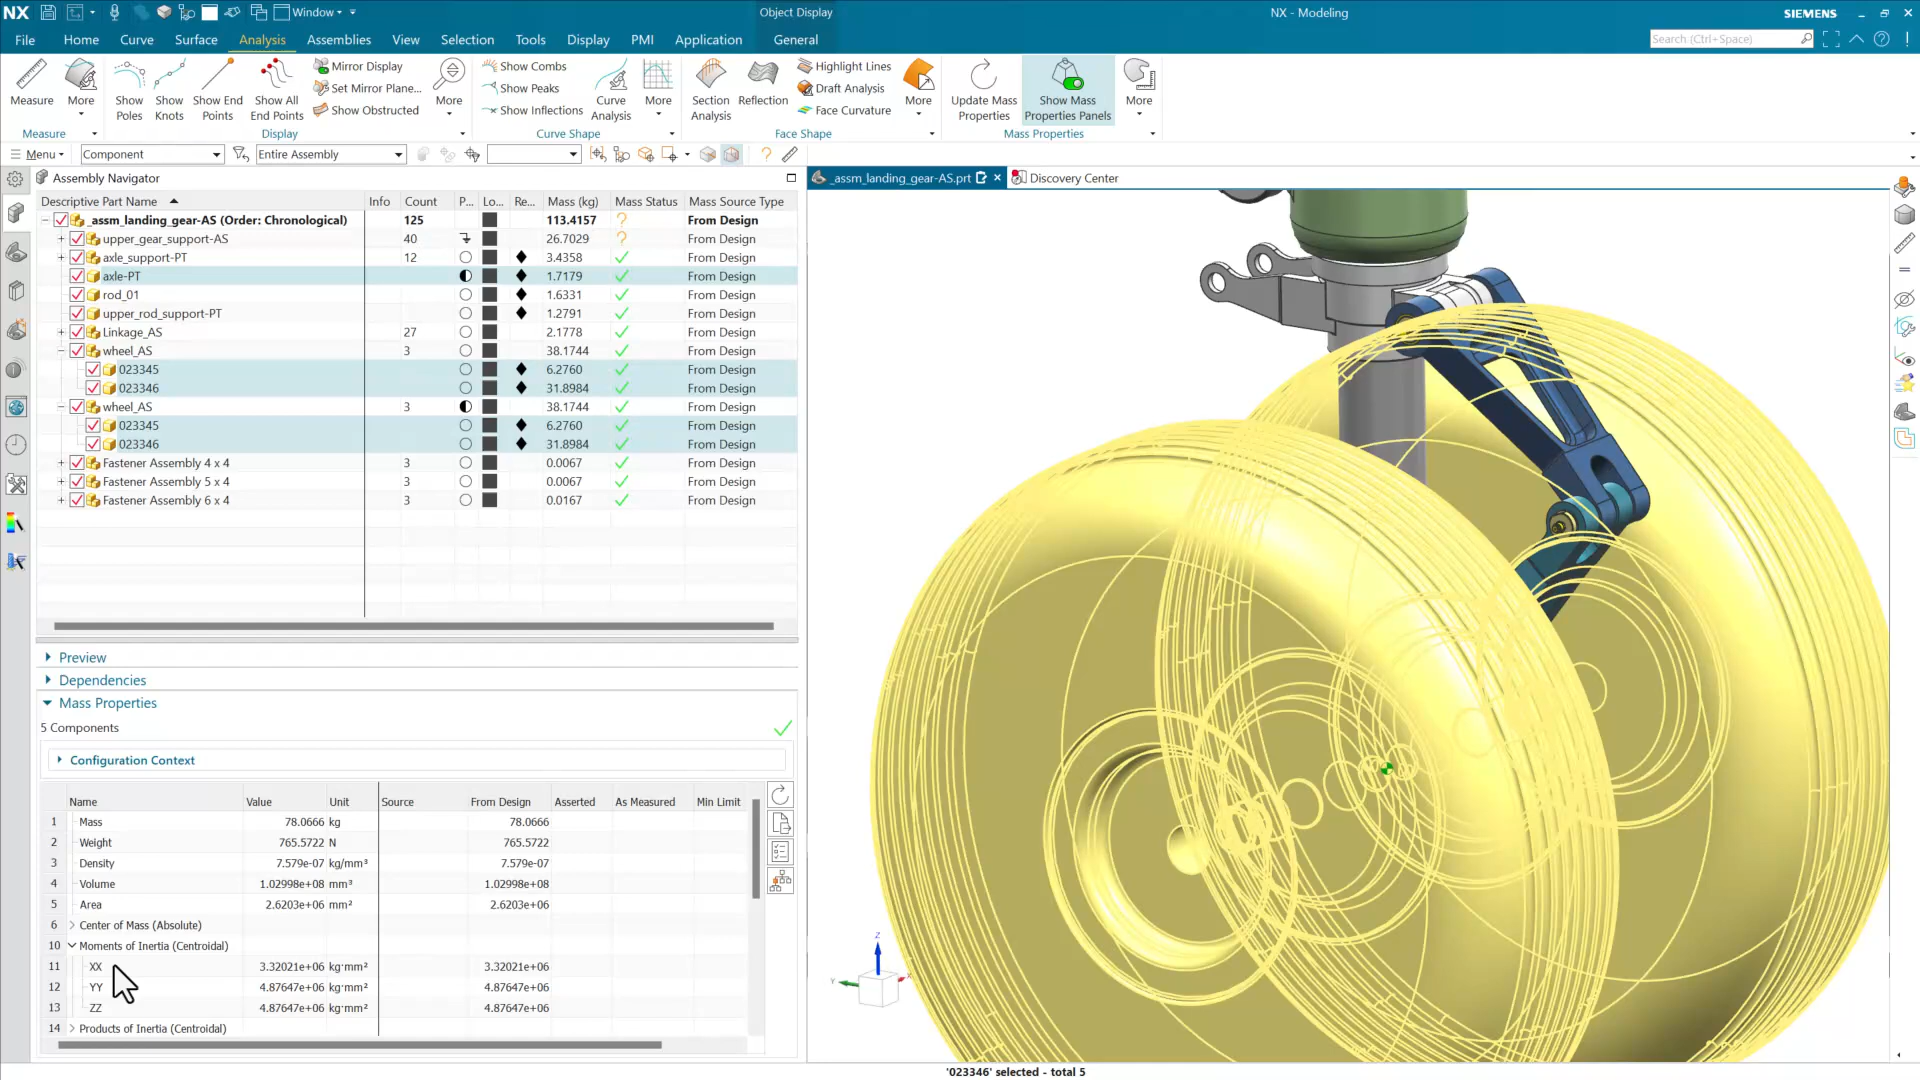 NX
Window
Object Display
NX - Modeling
SIEMENS
File Home Curve Surface Analysis Assemblies View Selection Tools Display PMI Application General
Search (Ctrl+Space)
Measure
More
Measure
Show Poles
Show Knots
Show End Points
Show All End Points
Mirror Display
Set Mirror Plane...
Show Obstructed
More
Display
Show Combs
Show Peaks
Show Inflections
Curve Analysis
More
Curve Shape
Section Analysis
Reflection
Highlight Lines
Draft Analysis
Face Curvature
More
Face Shape
Update Mass Properties
Show Mass Properties Panels
More
Mass Properties
Menu Component Entire Assembly
Assembly Navigator
Descriptive Part Name Info Count P... Lo... Re... Mass (kg) Mass Status Mass Source Type
_assm_landing_gear-AS (Order: Chronological) 125 113.4157 ? From Design
upper_gear_support-AS 40 26.7029 ? From Design
axle_support-PT 12 3.4358 From Design
axle-PT 1.7179 From Design
rod_01 1.6331 From Design
upper_rod_support-PT 1.2791 From Design
Linkage_AS 27 2.1778 From Design
wheel_AS 3 38.1744 From Design
023345 6.2760 From Design
023346 31.8984 From Design
wheel_AS 3 38.1744 From Design
023345 6.2760 From Design
023346 31.8984 From Design
Fastener Assembly 4 x 4 3 0.0067 From Design
Fastener Assembly 5 x 4 3 0.0067 From Design
Fastener Assembly 6 x 4 3 0.0167 From Design
Preview
Dependencies
Mass Properties
5 Components
Configuration Context
Name Value Unit Source From Design Asserted As Measured Min Limit
1 Mass 78.0666 kg 78.0666
2 Weight 765.5722 N 765.5722
3 Density 7.579e-07 kg/mm³ 7.579e-07
4 Volume 1.02998e+08 mm³ 1.02998e+08
5 Area 2.6203e+06 mm² 2.6203e+06
6 Center of Mass (Absolute)
10 Moments of Inertia (Centroidal)
11 XX 3.32021e+06 kg·mm² 3.32021e+06
12 YY 4.87647e+06 kg·mm² 4.87647e+06
13 ZZ 4.87647e+06 kg·mm² 4.87647e+06
14 Products of Inertia (Centroidal)
_assm_landing_gear-AS.prt
Discovery Center
Z
Y
X
'023346' selected - total 5